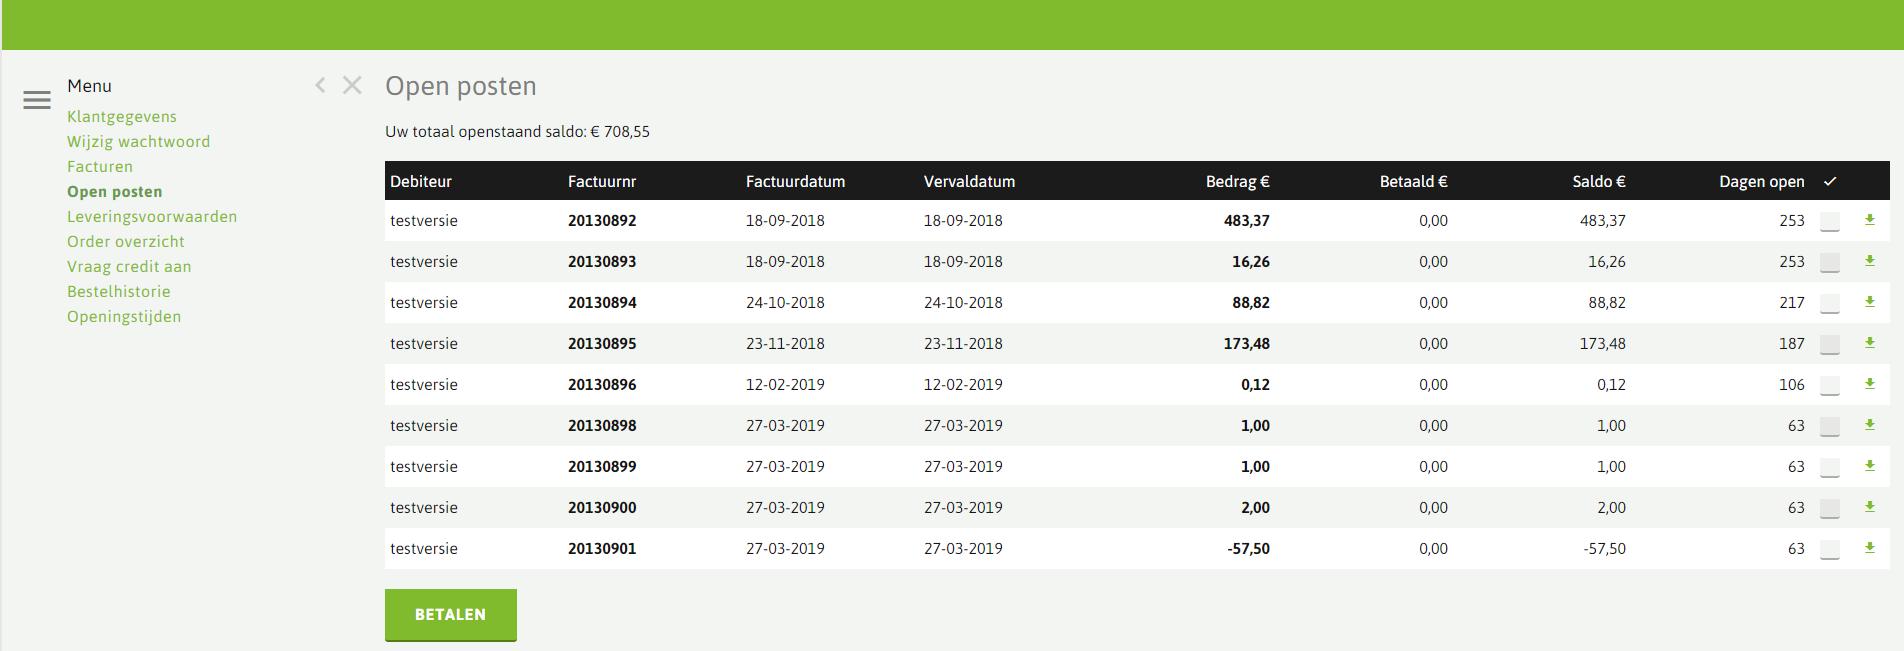 Menu
Klantgegevens
Wijzig wachtwoord
Facturen
Open posten
Leveringsvoorwaarden
Order overzicht
Vraag credit aan
Bestelhistorie
Openingstijden
Open posten
Uw totaal openstaand saldo: € 708,55
Debiteur Factuurnr Factuurdatum Vervaldatum Bedrag € Betaald € Saldo € Dagen open
testversie 20130892 18-09-2018 18-09-2018 483,37 0,00 483,37 253
testversie 20130893 18-09-2018 18-09-2018 16,26 0,00 16,26 253
testversie 20130894 24-10-2018 24-10-2018 88,82 0,00 88,82 217
testversie 20130895 23-11-2018 23-11-2018 173,48 0,00 173,48 187
testversie 20130896 12-02-2019 12-02-2019 0,12 0,00 0,12 106
testversie 20130898 27-03-2019 27-03-2019 1,00 0,00 1,00 63
testversie 20130899 27-03-2019 27-03-2019 1,00 0,00 1,00 63
testversie 20130900 27-03-2019 27-03-2019 2,00 0,00 2,00 63
testversie 20130901 27-03-2019 27-03-2019 -57,50 0,00 -57,50 63
BETALEN